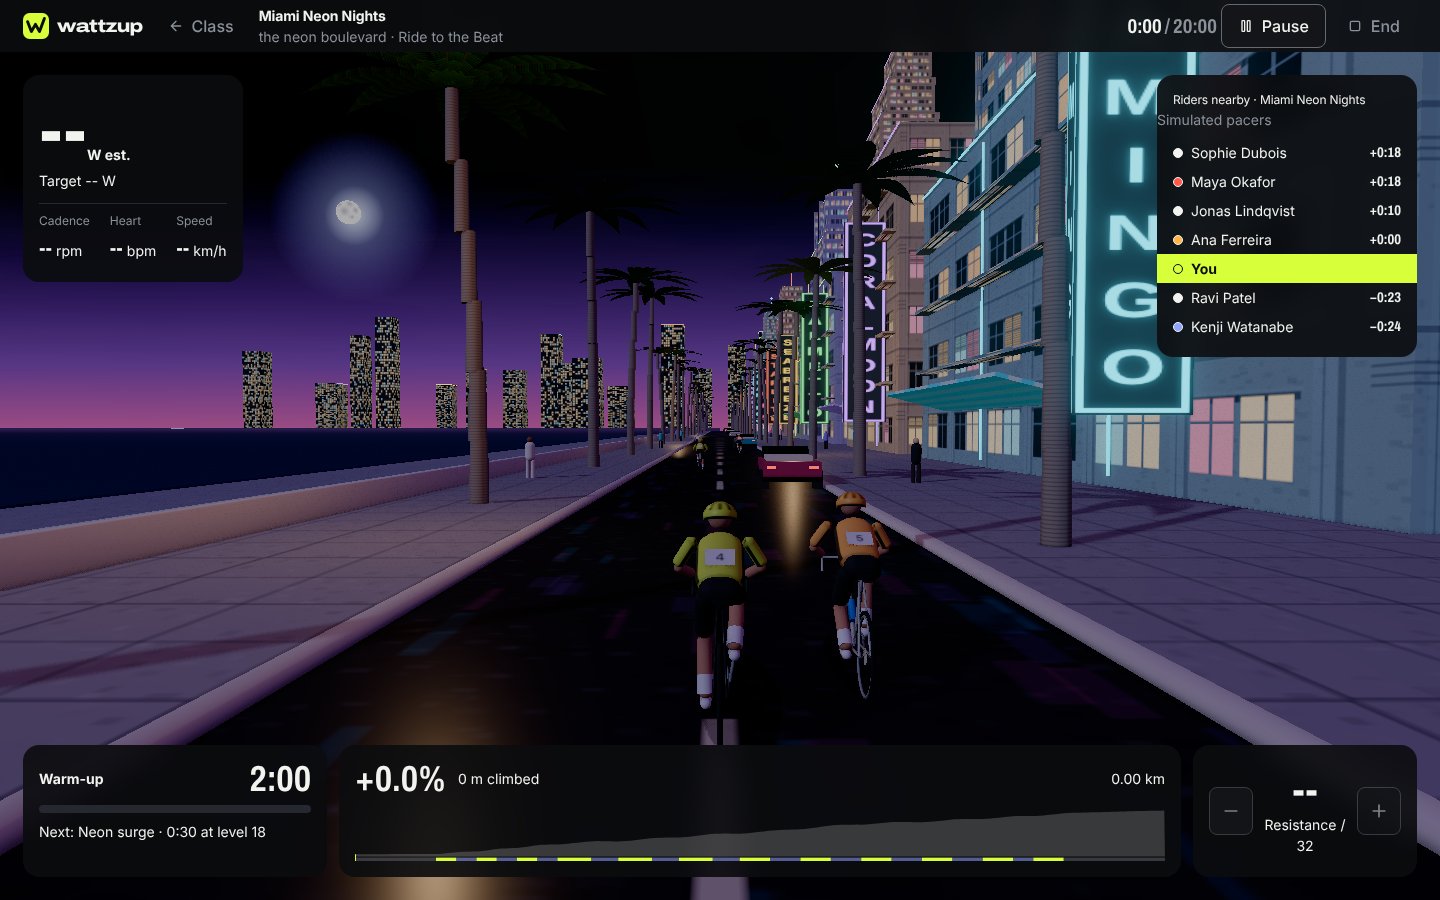 wattzup
Class
Miami Neon Nights
the neon boulevard · Ride to the Beat
0:00 / 20:00
Pause
End
-- W est.
Target -- W
Cadence Heart Speed
-- rpm -- bpm -- km/h
Riders nearby · Miami Neon Nights
Simulated pacers
Sophie Dubois +0:18
Maya Okafor +0:18
Jonas Lindqvist +0:10
Ana Ferreira +0:00
You
Ravi Patel −0:23
Kenji Watanabe −0:24
MINGO
CORAL MOON
4
5
Warm-up 2:00
Next: Neon surge · 0:30 at level 18
+0.0% 0 m climbed 0.00 km
− -- +
Resistance /
32